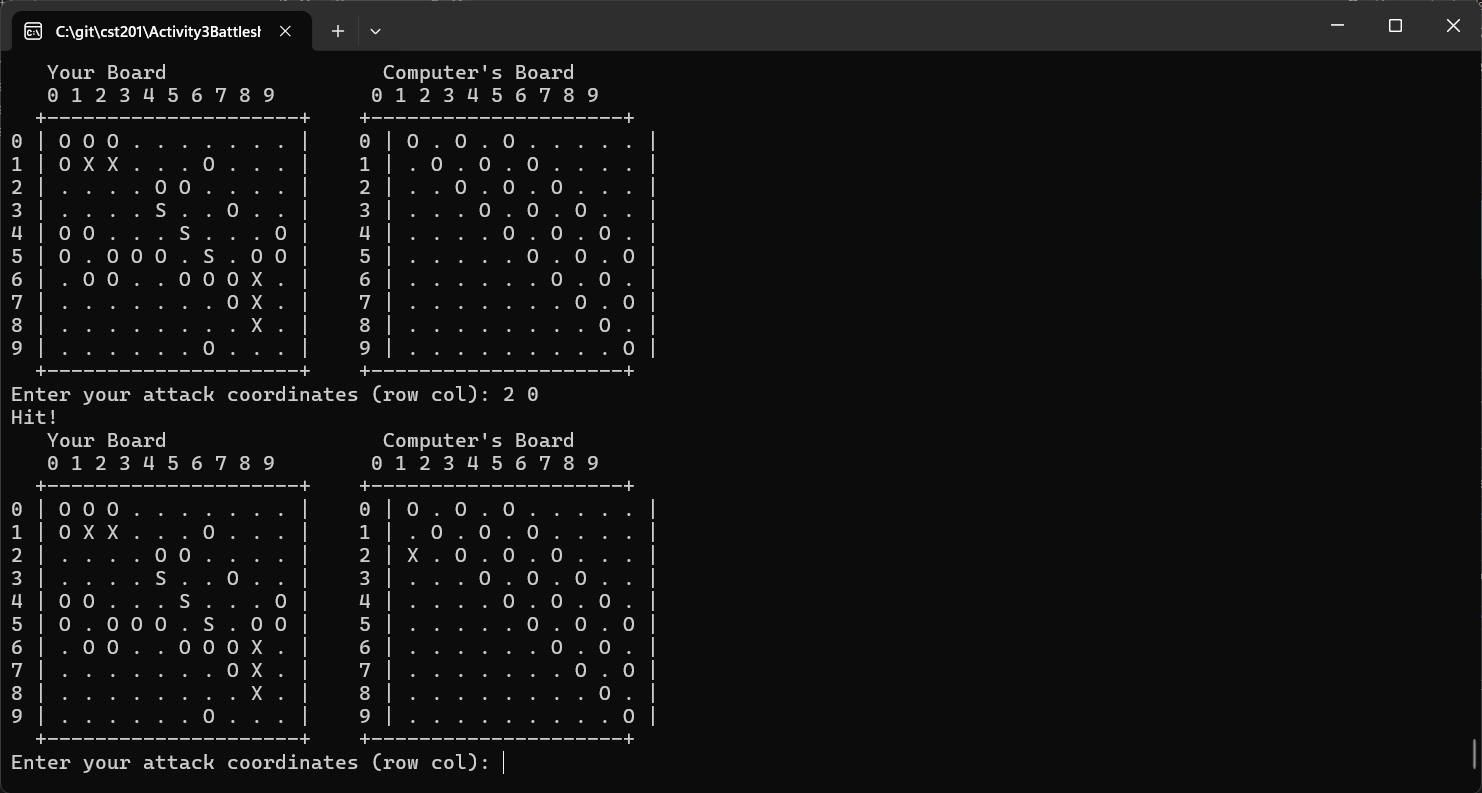 C:\git\cst201\Activity3Battlesh
    Your Board                  Computer's Board
   0 1 2 3 4 5 6 7 8 9        0 1 2 3 4 5 6 7 8 9
  +---------------------+    +---------------------+
0 | O O O . . . . . . . |    0 | O . O . O . . . . . |
1 | O X X . . . O . . . |    1 | . O . O . O . . . . |
2 | . . . . O O . . . . |    2 | . . O . O . O . . . |
3 | . . . . S . . O . . |    3 | . . . O . O . O . . |
4 | O O . . . S . . . O |    4 | . . . . O . O . O . |
5 | O . O O O . S . O O |    5 | . . . . . O . O . O |
6 | . O O . . O O O X . |    6 | . . . . . . O . O . |
7 | . . . . . . . O X . |    7 | . . . . . . . O . O |
8 | . . . . . . . . X . |    8 | . . . . . . . . O . |
9 | . . . . . . O . . . |    9 | . . . . . . . . . O |
  +---------------------+    +---------------------+
Enter your attack coordinates (row col): 2 0
Hit!
    Your Board                  Computer's Board
   0 1 2 3 4 5 6 7 8 9        0 1 2 3 4 5 6 7 8 9
  +---------------------+    +---------------------+
0 | O O O . . . . . . . |    0 | O . O . O . . . . . |
1 | O X X . . . O . . . |    1 | . O . O . O . . . . |
2 | . . . . O O . . . . |    2 | X . O . O . O . . . |
3 | . . . . S . . O . . |    3 | . . . O . O . O . . |
4 | O O . . . S . . . O |    4 | . . . . O . O . O . |
5 | O . O O O . S . O O |    5 | . . . . . O . O . O |
6 | . O O . . O O O X . |    6 | . . . . . . O . O . |
7 | . . . . . . . O X . |    7 | . . . . . . . O . O |
8 | . . . . . . . . X . |    8 | . . . . . . . . O . |
9 | . . . . . . O . . . |    9 | . . . . . . . . . O |
  +---------------------+    +---------------------+
Enter your attack coordinates (row col):